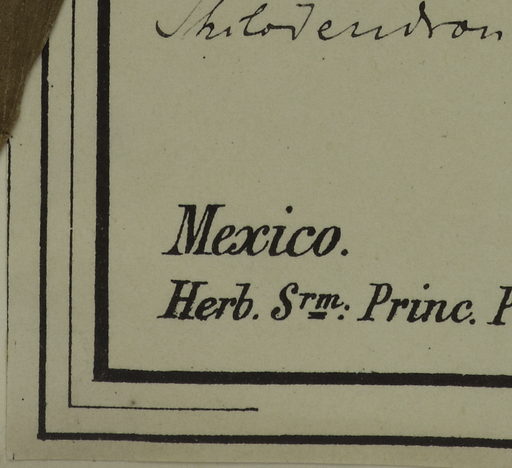 Philodendron
Mexico.
Herb. Srm: Princ. P